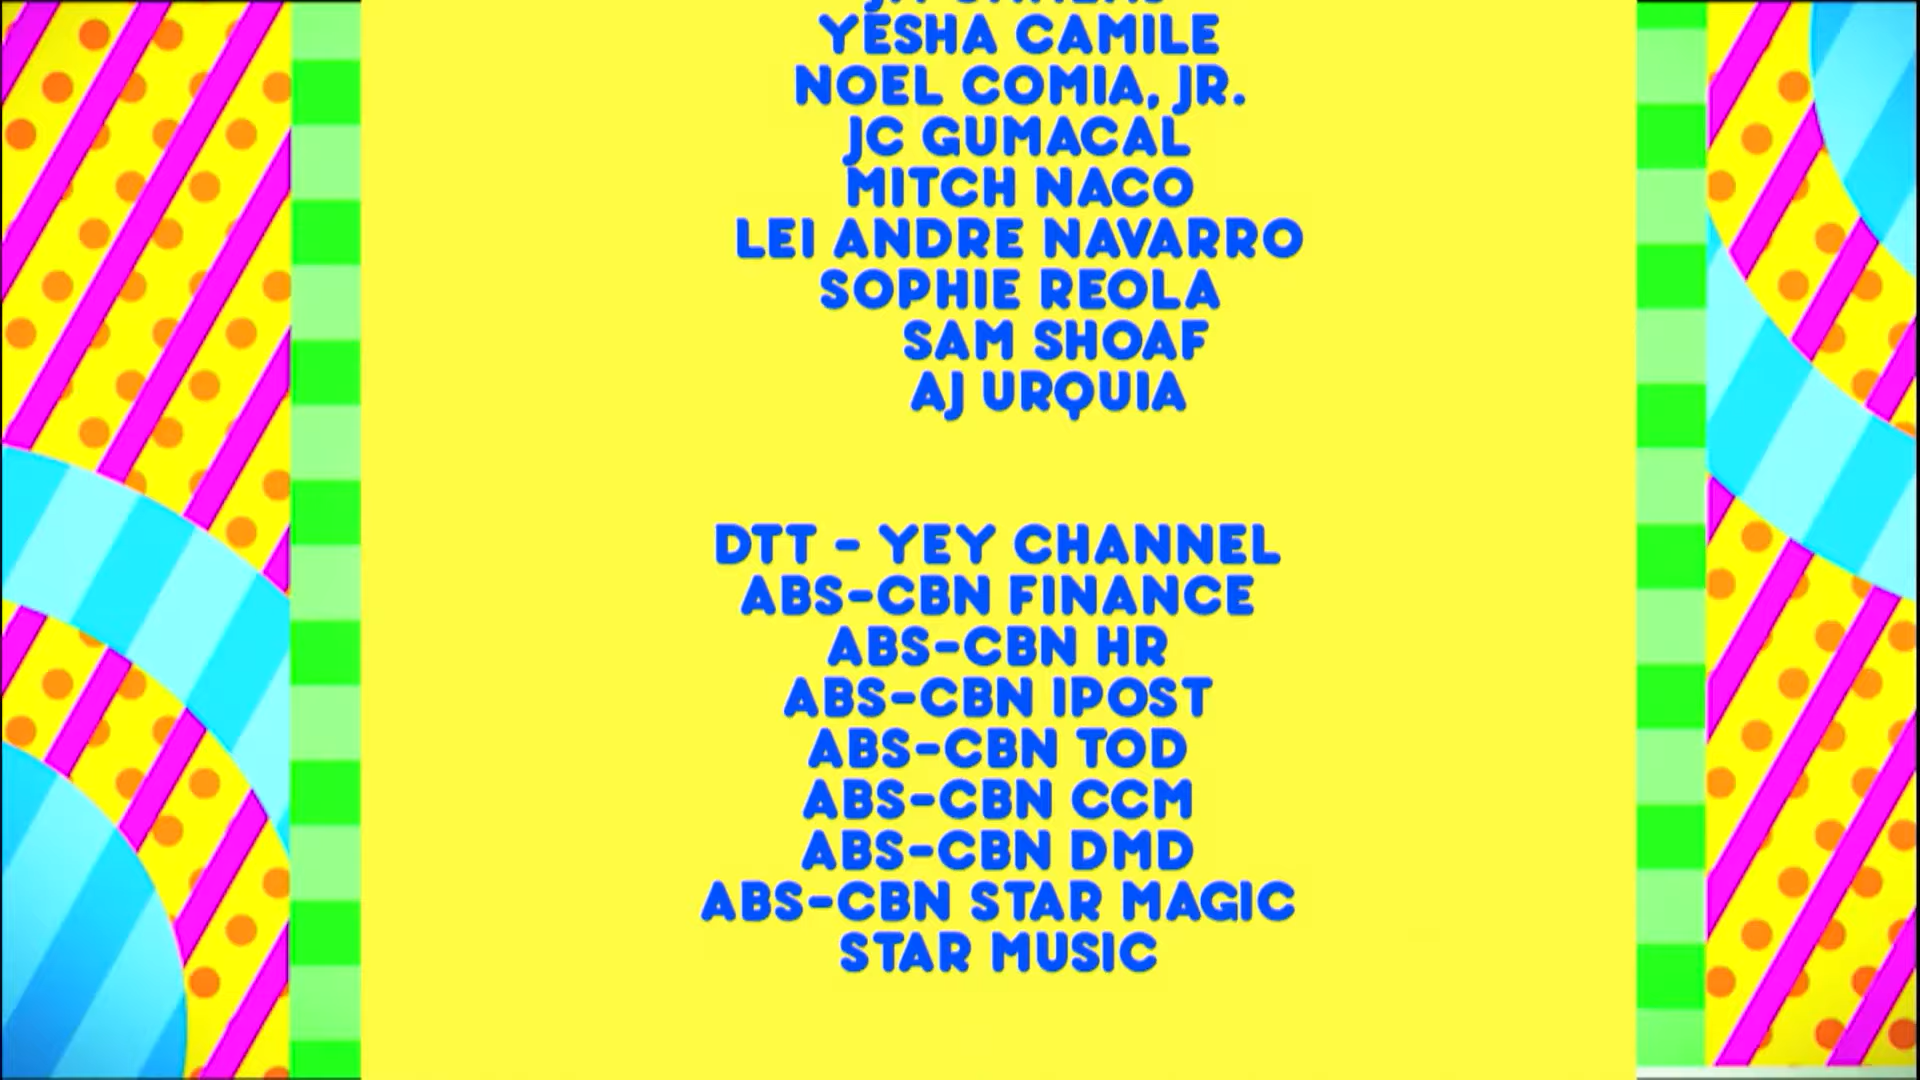 YESHA CAMILE
NOEL COMIA, JR.
JC GUMACAL
MITCH NACO
LEI ANDRE NAVARRO
SOPHIE REOLA
SAM SHOAF
AJ URQUIA
DTT - YEY CHANNEL
ABS-CBN FINANCE
ABS-CBN HR
ABS-CBN IPOST
ABS-CBN TOD
ABS-CBN CCM
ABS-CBN DMD
ABS-CBN STAR MAGIC
STAR MUSIC